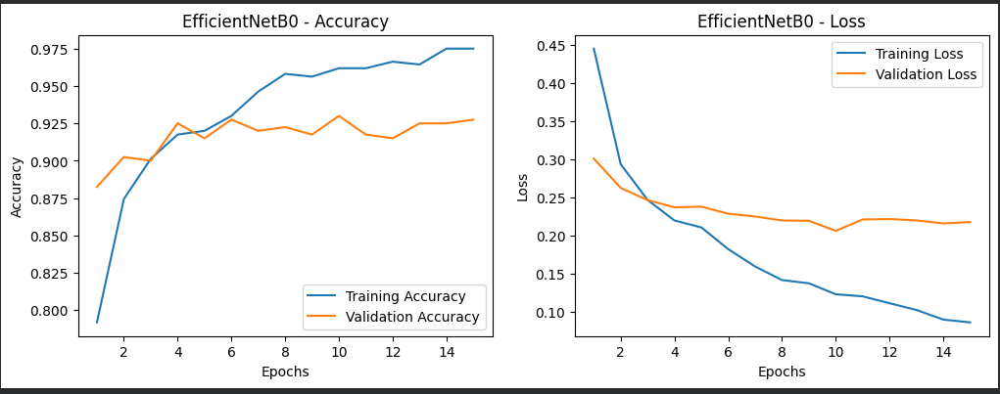 EfficientNetB0 - Accuracy
0.975
0.950
0.925
0.900
0.875
0.850
0.825
0.800
Accuracy
Training Accuracy
Validation Accuracy
2 4 6 8 10 12 14
Epochs
EfficientNetB0 - Loss
0.45
0.40
0.35
0.30
0.25
0.20
0.15
0.10
Loss
Training Loss
Validation Loss
2 4 6 8 10 12 14
Epochs